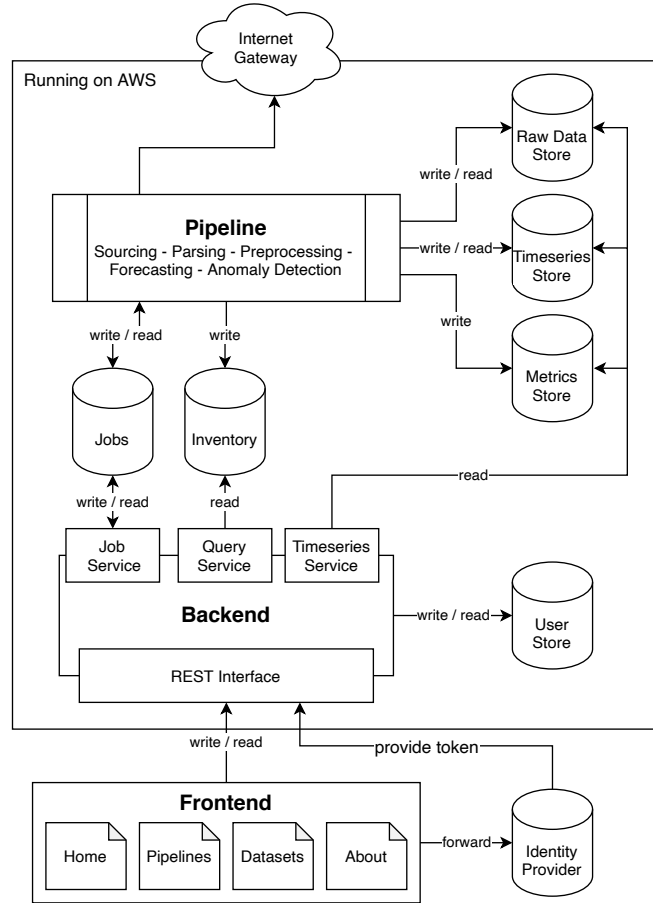 Internet
Gateway
Running on AWS
Raw Data
Store
write / read
Pipeline
Sourcing - Parsing - Preprocessing -
Forecasting - Anomaly Detection
write / read
Timeseries
Store
write
write / read
write
Metrics
Store
Jobs
Inventory
write / read
read
read
Job
Service
Query
Service
Timeseries
Service
Backend
write / read
User
Store
REST Interface
write / read
provide token
Frontend
Home
Pipelines
Datasets
About
forward
Identity
Provider